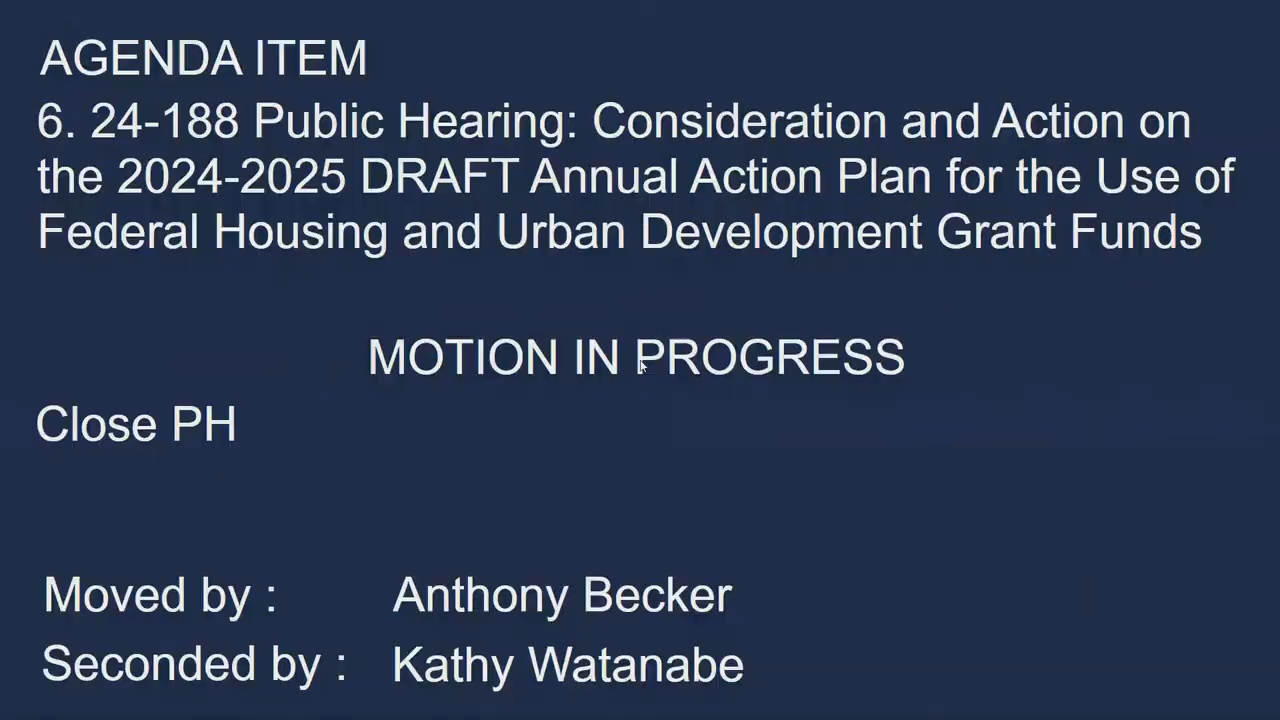 AGENDA ITEM
6. 24-188 Public Hearing: Consideration and Action on
the 2024-2025 DRAFT Annual Action Plan for the Use of
Federal Housing and Urban Development Grant Funds
MOTION IN PROGRESS
Close PH
Moved by : Anthony Becker
Seconded by : Kathy Watanabe